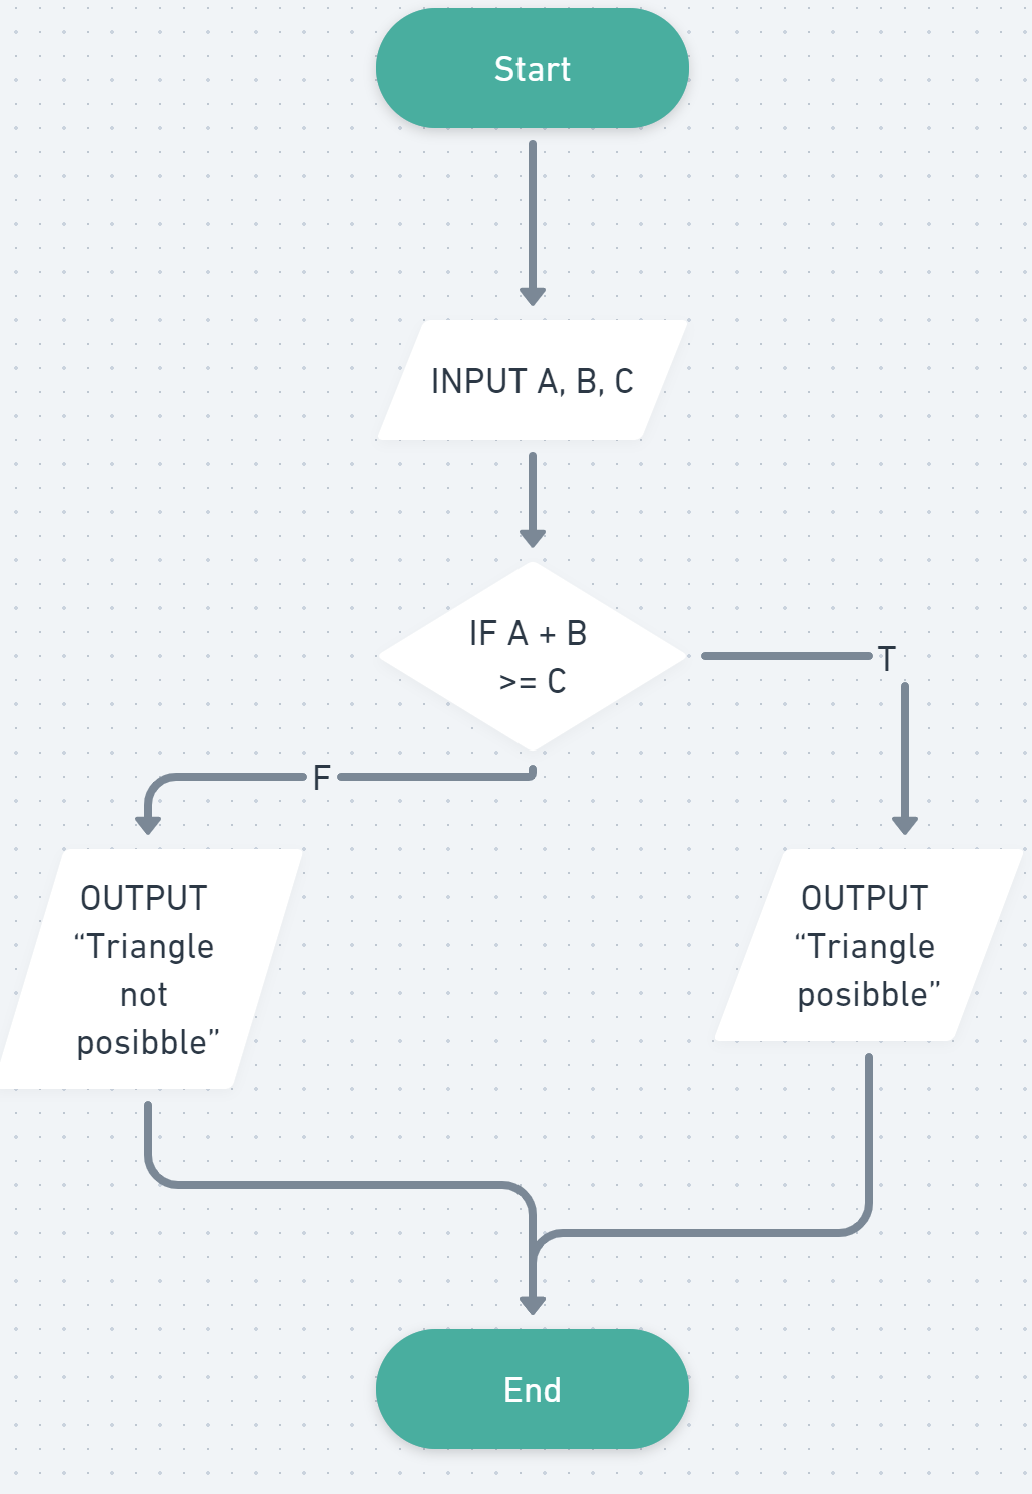 Start
INPUT A, B, C
IF A + B
>= C
T
F
OUTPUT
“Triangle
not
posibble”
OUTPUT
“Triangle
posibble”
End